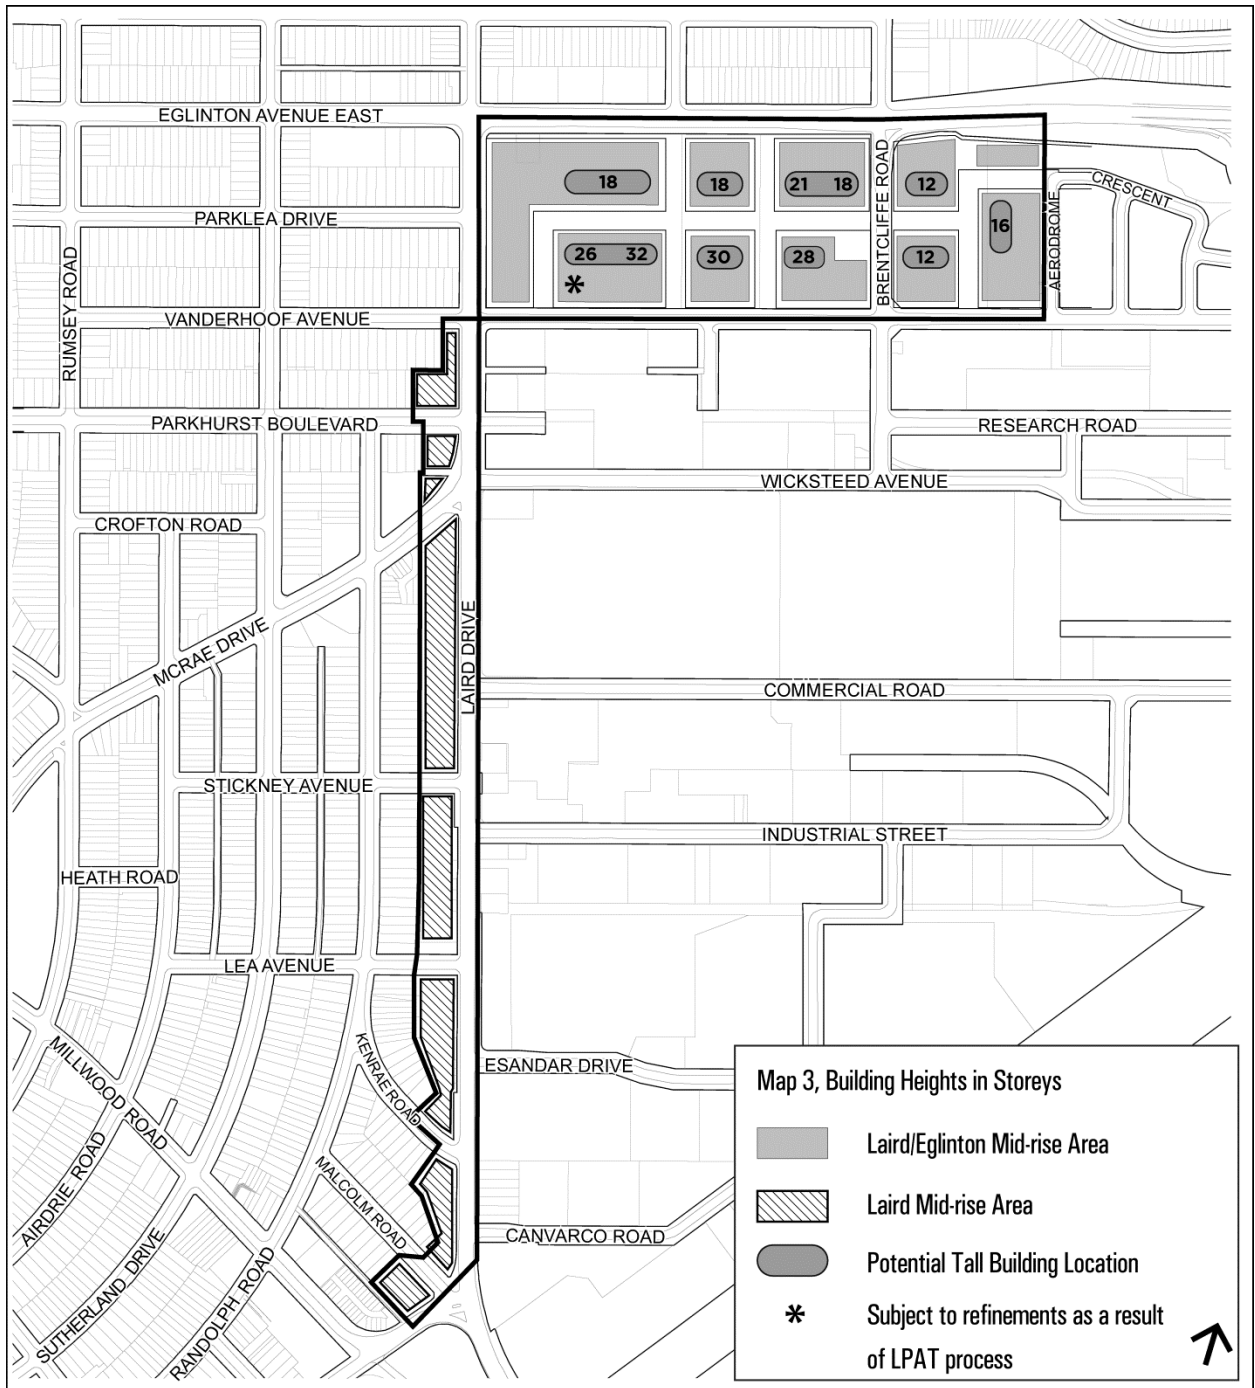 EGLINTON AVENUE EAST
BRENTCLIFFE ROAD
18
18
21 18
12
CRESCENT
PARKLEA DRIVE
16
AERODROME
RUMSEY ROAD
26 32
30
28
12
*
VANDERHOOF AVENUE
PARKHURST BOULEVARD
RESEARCH ROAD
WICKSTEED AVENUE
CROFTON ROAD
MCRAE DRIVE
LAIRD DRIVE
COMMERCIAL ROAD
STICKNEY AVENUE
INDUSTRIAL STREET
HEATH ROAD
LEA AVENUE
KENRAE ROAD
ESANDAR DRIVE
MILLWOOD ROAD
AIRDRIE ROAD
MALCOLM ROAD
CANVARCO ROAD
SUTHERLAND DRIVE
RANDOLPH ROAD
Map 3, Building Heights in Storeys
Laird/Eglinton Mid-rise Area
Laird Mid-rise Area
Potential Tall Building Location
* Subject to refinements as a result
of LPAT process